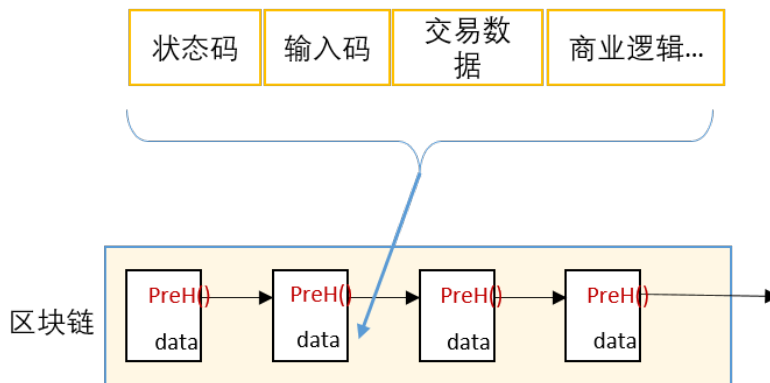 状态码 输入码 交易数据 商业逻辑...
PreH() PreH() PreH() PreH()
区块链
data data data data